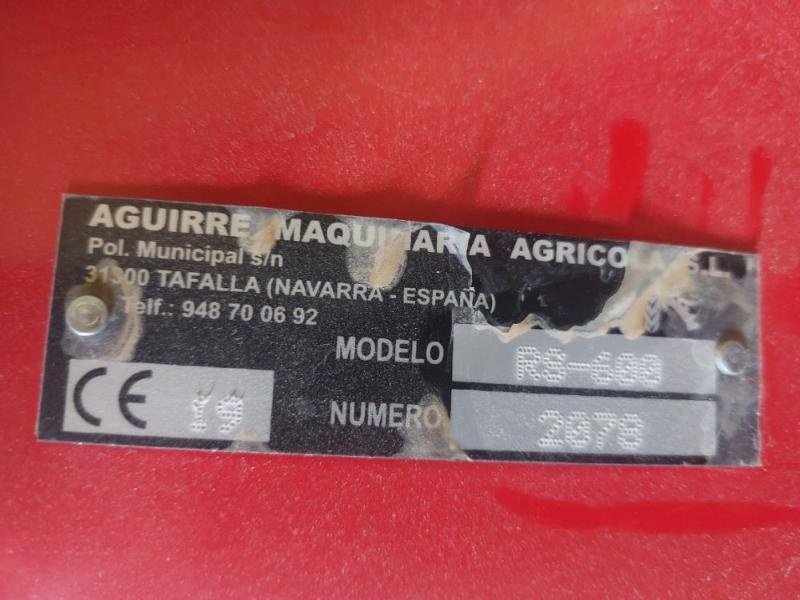 AGUIRRE MAQUINARIA AGRICOLA S.L.
Pol. Municipal s/n
31300 TAFALLA (NAVARRA - ESPAÑA)
Telf.: 948 70 06 92
MODELO RS-600
CE 19
NUMERO 2078